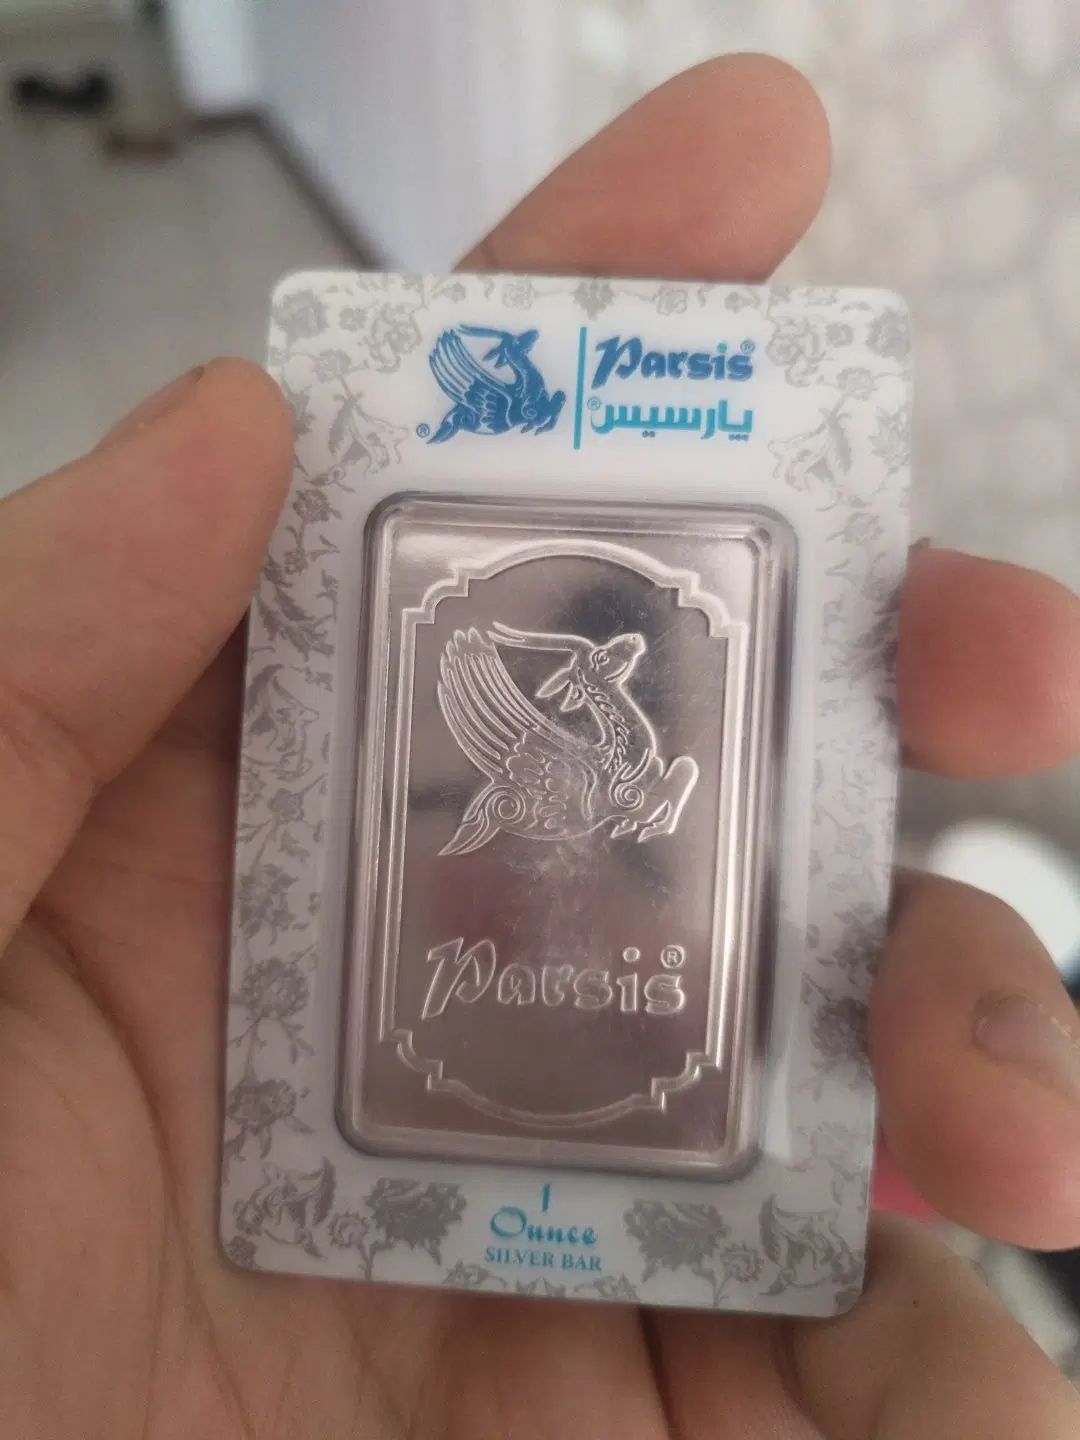 Parsis®
پارسیس®
®
Parsis®
1
Ounce
SILVER BAR